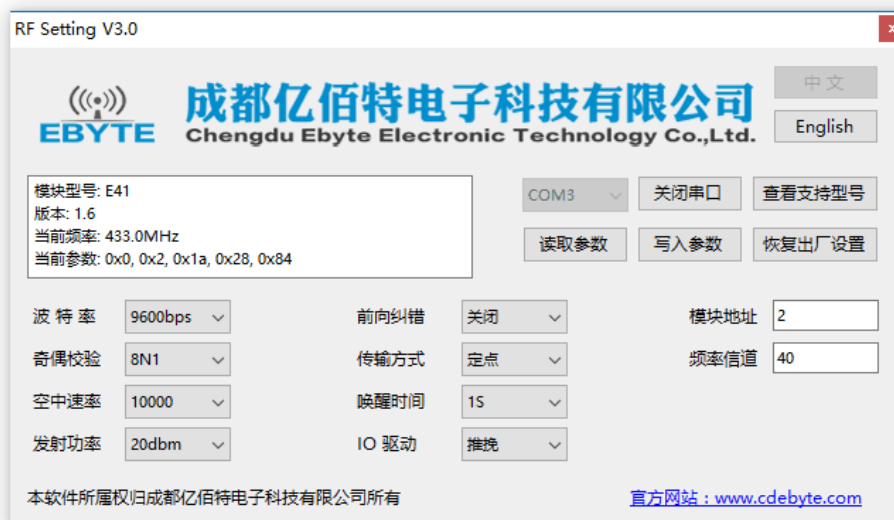 RF Setting V3.0
中文
EBYTE
成都亿佰特电子科技有限公司
Chengdu Ebyte Electronic Technology Co.,Ltd.
English
模块型号: E41
版本: 1.6
当前频率: 433.0MHz
当前参数: 0x0, 0x2, 0x1a, 0x28, 0x84
COM3 关闭串口 查看支持型号
读取参数 写入参数 恢复出厂设置
波特率 9600bps 前向纠错 关闭 模块地址 2
奇偶校验 8N1 传输方式 定点 频率信道 40
空中速率 10000 唤醒时间 1S
发射功率 20dbm IO 驱动 推挽
本软件所属权归成都亿佰特电子科技有限公司所有 官方网站：www.cdebyte.com